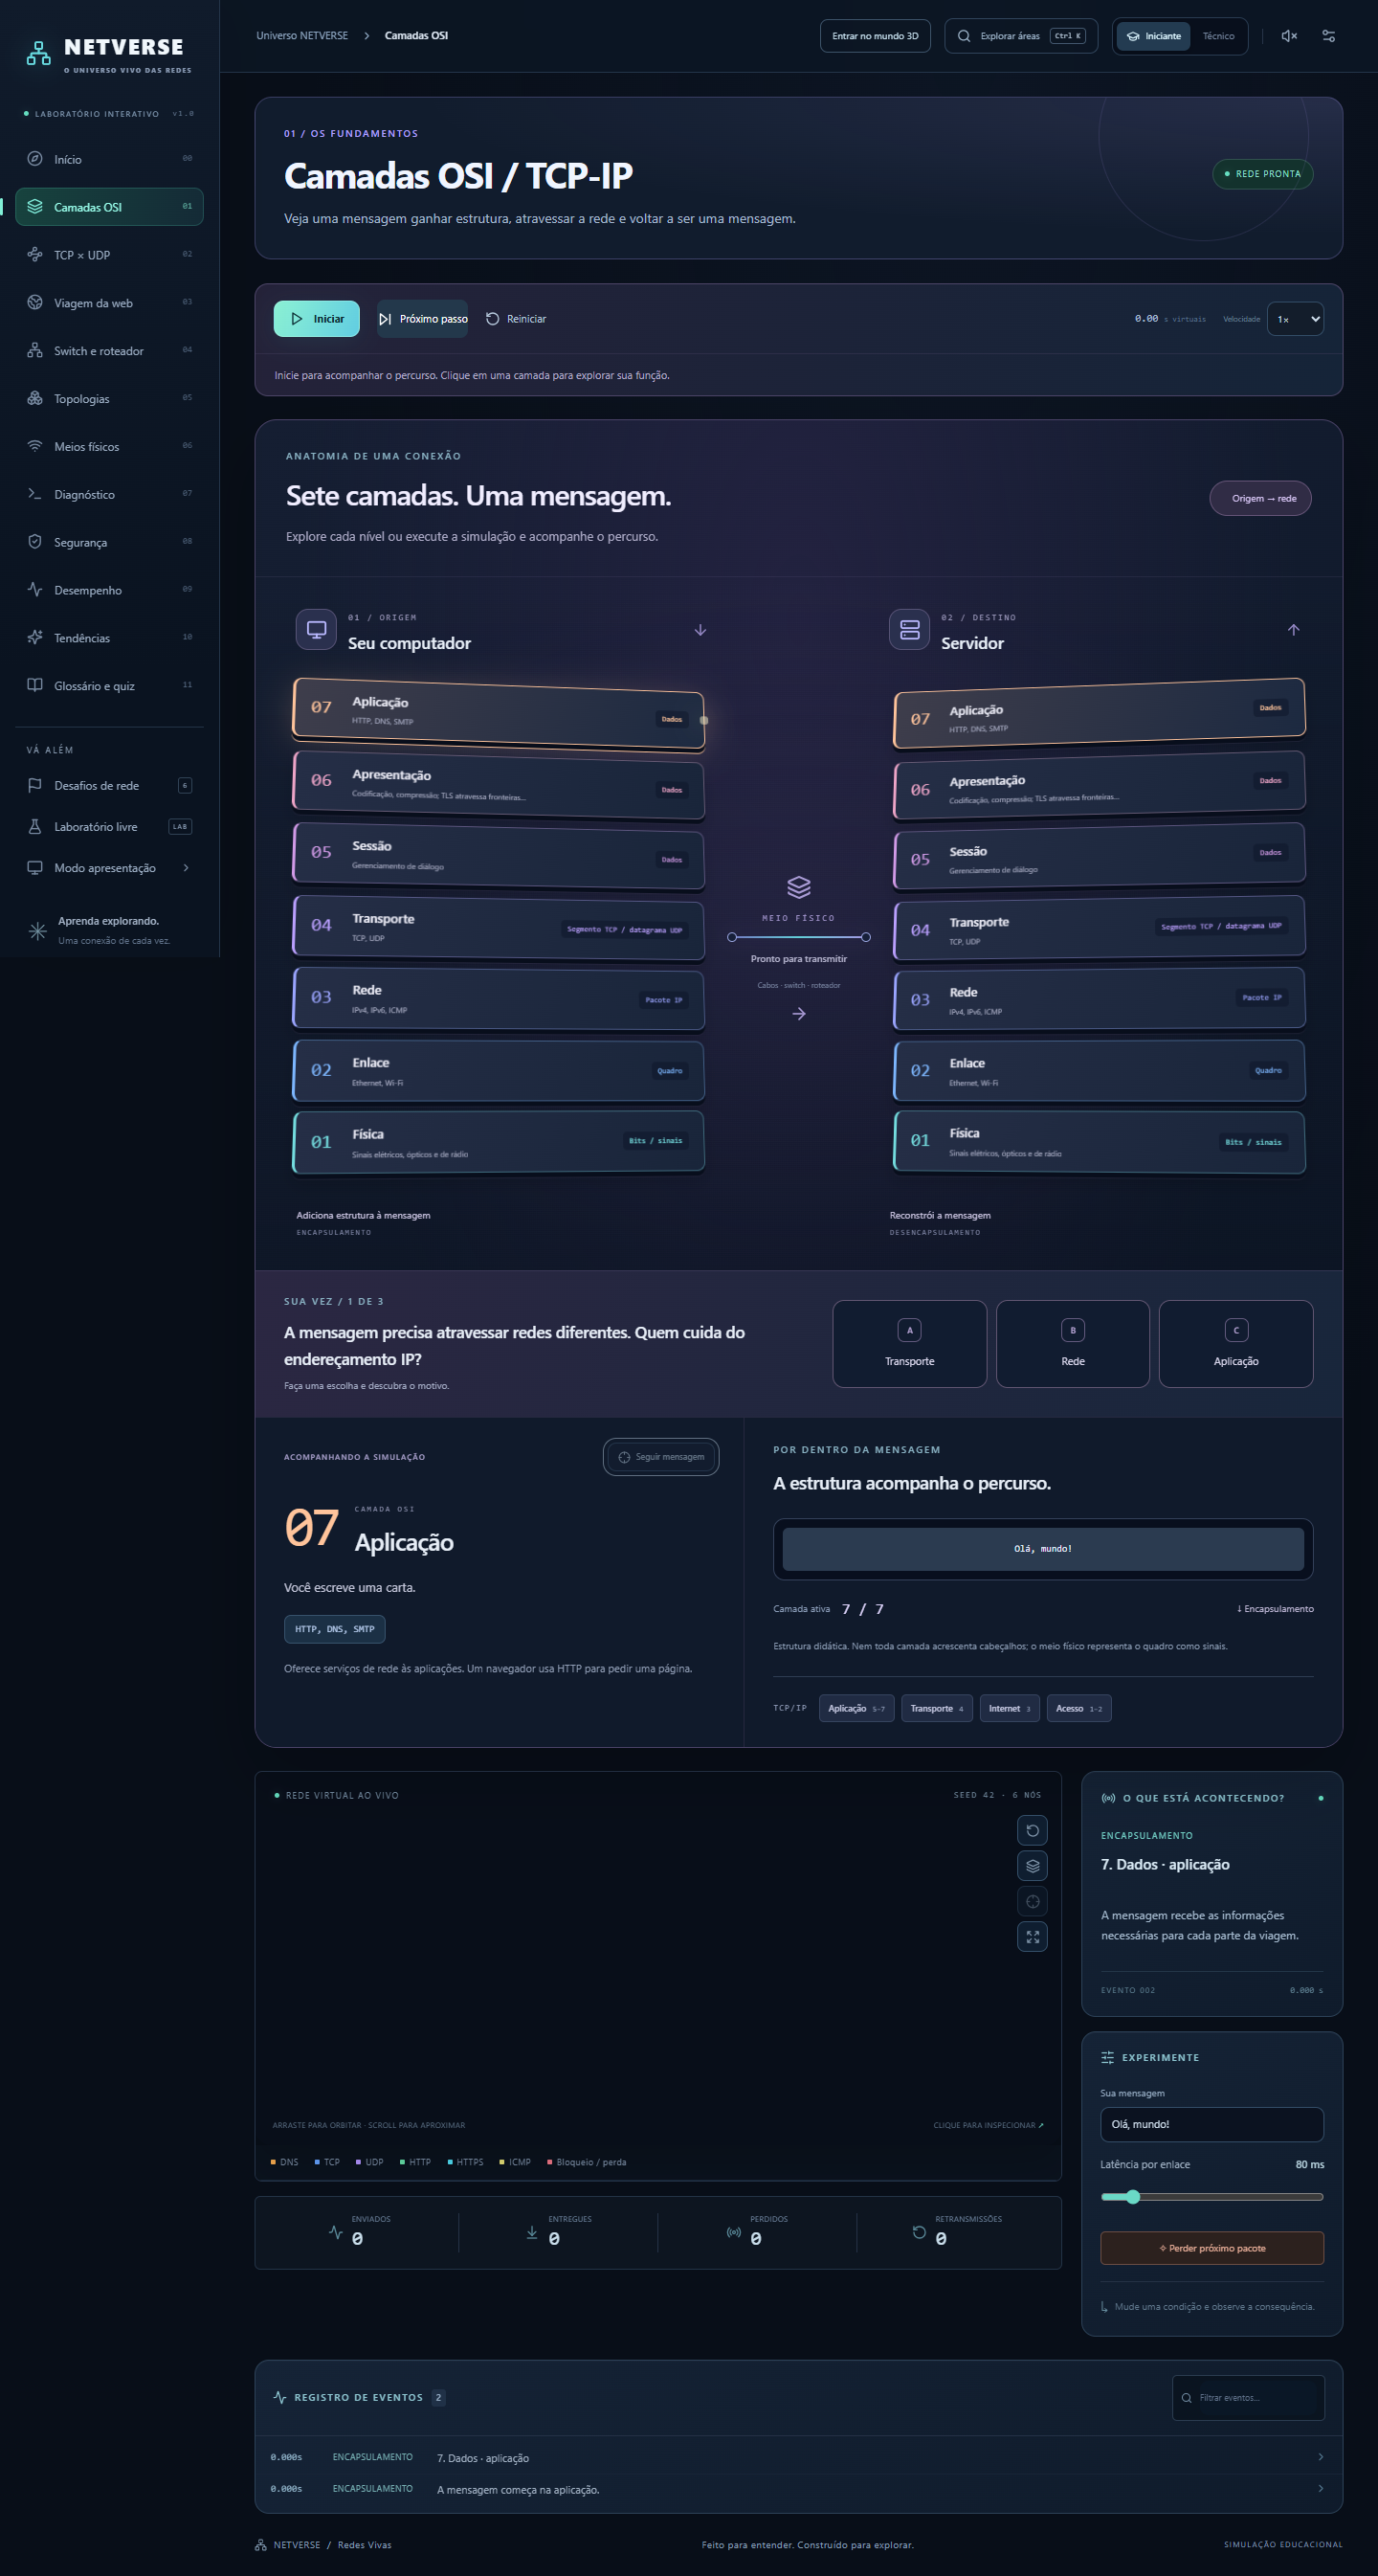 NETVERSE
O UNIVERSO VIVO DAS REDES
LABORATÓRIO INTERATIVO v1.0
Início 00
Camadas OSI 01
TCP × UDP 02
Viagem da web 03
Switch e roteador 04
Topologias 05
Meios físicos 06
Diagnóstico 07
Segurança 08
Desempenho 09
Tendências 10
Glossário e quiz 11
VÁ ALÉM
Desafios de rede 6
Laboratório livre LAB
Modo apresentação
Aprenda explorando.
Uma conexão de cada vez.
Universo NETVERSE > Camadas OSI
Entrar no mundo 3D
Explorar áreas Ctrl K
Iniciante Técnico
01 / OS FUNDAMENTOS
Camadas OSI / TCP-IP
Veja uma mensagem ganhar estrutura, atravessar a rede e voltar a ser uma mensagem.
REDE PRONTA
Iniciar Próximo passo Reiniciar
0.00 s virtuais Velocidade 1×
Inicie para acompanhar o percurso. Clique em uma camada para explorar sua função.
ANATOMIA DE UMA CONEXÃO
Sete camadas. Uma mensagem.
Explore cada nível ou execute a simulação e acompanhe o percurso.
Origem → rede
01 / ORIGEM
Seu computador
07 Aplicação
HTTP, DNS, SMTP
Dados
06 Apresentação
Codificação, compressão; TLS atravessa fronteiras...
Dados
05 Sessão
Gerenciamento de diálogo
Dados
04 Transporte
TCP, UDP
Segmento TCP / datagrama UDP
03 Rede
IPv4, IPv6, ICMP
Pacote IP
02 Enlace
Ethernet, Wi-Fi
Quadro
01 Física
Sinais elétricos, ópticos e de rádio
Bits / sinais
Adiciona estrutura à mensagem
ENCAPSULAMENTO
MEIO FÍSICO
Pronto para transmitir
Cabos · switch · roteador
02 / DESTINO
Servidor
07 Aplicação
HTTP, DNS, SMTP
Dados
06 Apresentação
Codificação, compressão; TLS atravessa fronteiras...
Dados
05 Sessão
Gerenciamento de diálogo
Dados
04 Transporte
TCP, UDP
Segmento TCP / datagrama UDP
03 Rede
IPv4, IPv6, ICMP
Pacote IP
02 Enlace
Ethernet, Wi-Fi
Quadro
01 Física
Sinais elétricos, ópticos e de rádio
Bits / sinais
Reconstrói a mensagem
DESENCAPSULAMENTO
SUA VEZ / 1 DE 3
A mensagem precisa atravessar redes diferentes. Quem cuida do
endereçamento IP?
Faça uma escolha e descubra o motivo.
A Transporte
B Rede
C Aplicação
ACOMPANHANDO A SIMULAÇÃO
Seguir mensagem
07
CAMADA OSI
Aplicação
Você escreve uma carta.
HTTP, DNS, SMTP
Oferece serviços de rede às aplicações. Um navegador usa HTTP para pedir uma página.
POR DENTRO DA MENSAGEM
A estrutura acompanha o percurso.
Olá, mundo!
Camada ativa 7 / 7
↓ Encapsulamento
Estrutura didática. Nem toda camada acrescenta cabeçalhos; o meio físico representa o quadro como sinais.
TCP/IP Aplicação 5–7 Transporte 4 Internet 3 Acesso 1–2
REDE VIRTUAL AO VIVO
SEED 42 · 6 NÓS
ARRASTE PARA ORBITAR · SCROLL PARA APROXIMAR
CLIQUE PARA INSPECIONAR ↗
DNS TCP UDP HTTP HTTPS ICMP Bloqueio / perda
ENVIADOS 0
ENTREGUES 0
PERDIDOS 0
RETRANSMISSÕES 0
O QUE ESTÁ ACONTECENDO?
ENCAPSULAMENTO
7. Dados · aplicação
A mensagem recebe as informações
necessárias para cada parte da viagem.
EVENTO 002 0.000 s
EXPERIMENTE
Sua mensagem
Olá, mundo!
Latência por enlace 80 ms
✧ Perder próximo pacote
Mude uma condição e observe a consequência.
REGISTRO DE EVENTOS 2
Filtrar eventos...
0.000s ENCAPSULAMENTO 7. Dados · aplicação
0.000s ENCAPSULAMENTO A mensagem começa na aplicação.
NETVERSE / Redes Vivas
Feito para entender. Construído para explorar.
SIMULAÇÃO EDUCACIONAL